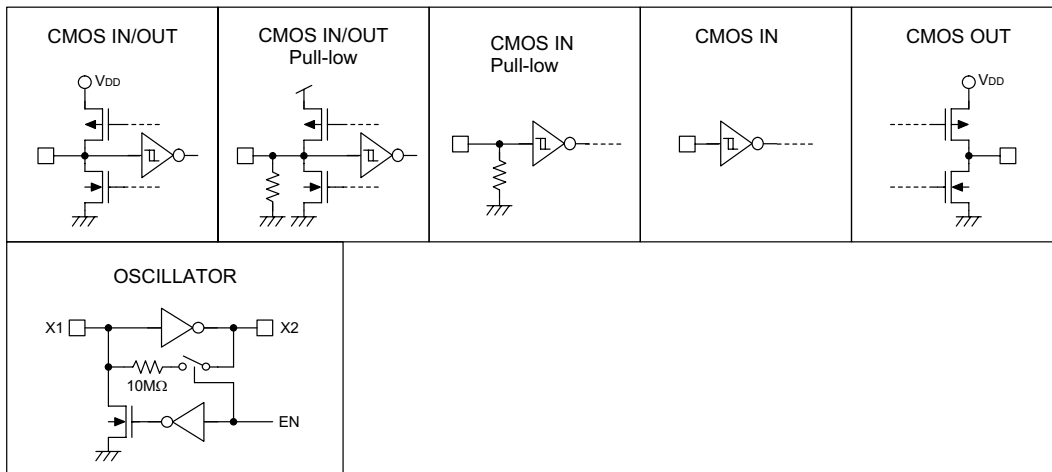 CMOS IN/OUT
VDD
CMOS IN/OUT
Pull-low
CMOS IN
Pull-low
CMOS IN
CMOS OUT
VDD
OSCILLATOR
X1
X2
10MΩ
EN